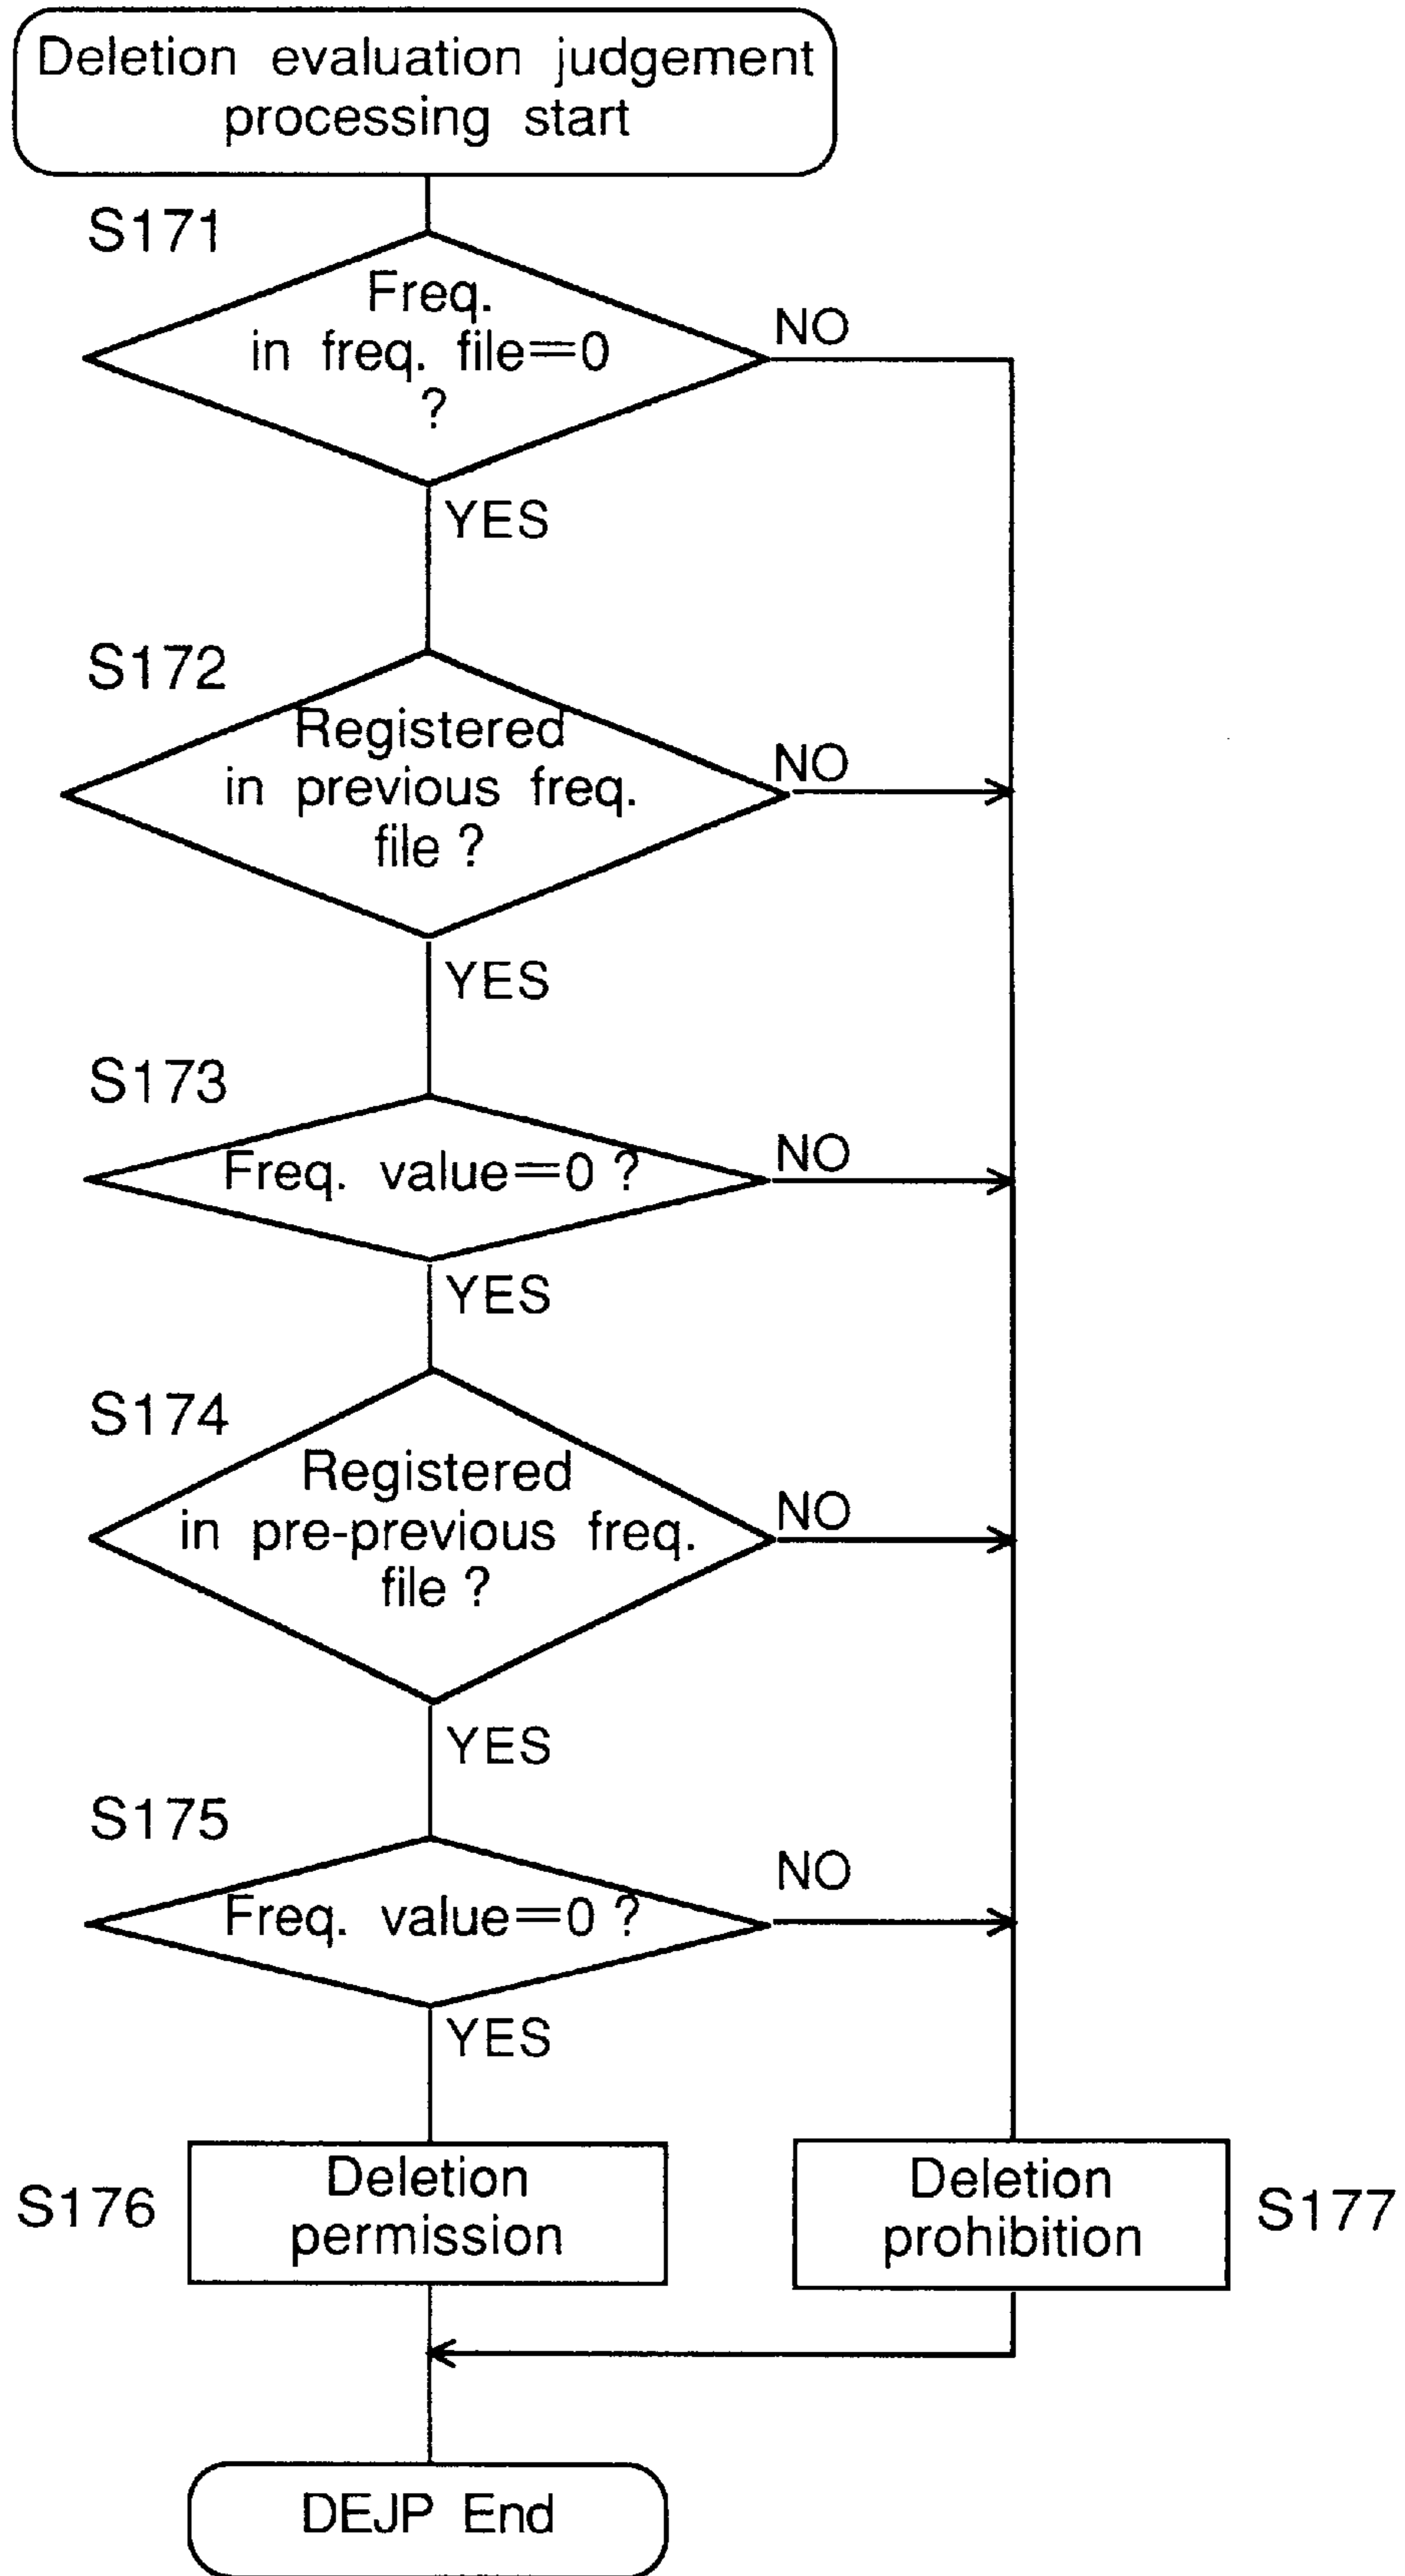 Deletion evaluation judgement
processing start
S171
Freq.
in freq. file=0
?
NO
YES
S172
Registered
in previous freq.
file ?
NO
YES
S173
Freq. value=0 ?
NO
YES
S174
Registered
in pre-previous freq.
file ?
NO
YES
S175
Freq. value=0 ?
NO
YES
S176
Deletion
permission
Deletion
prohibition
S177
DEJP End